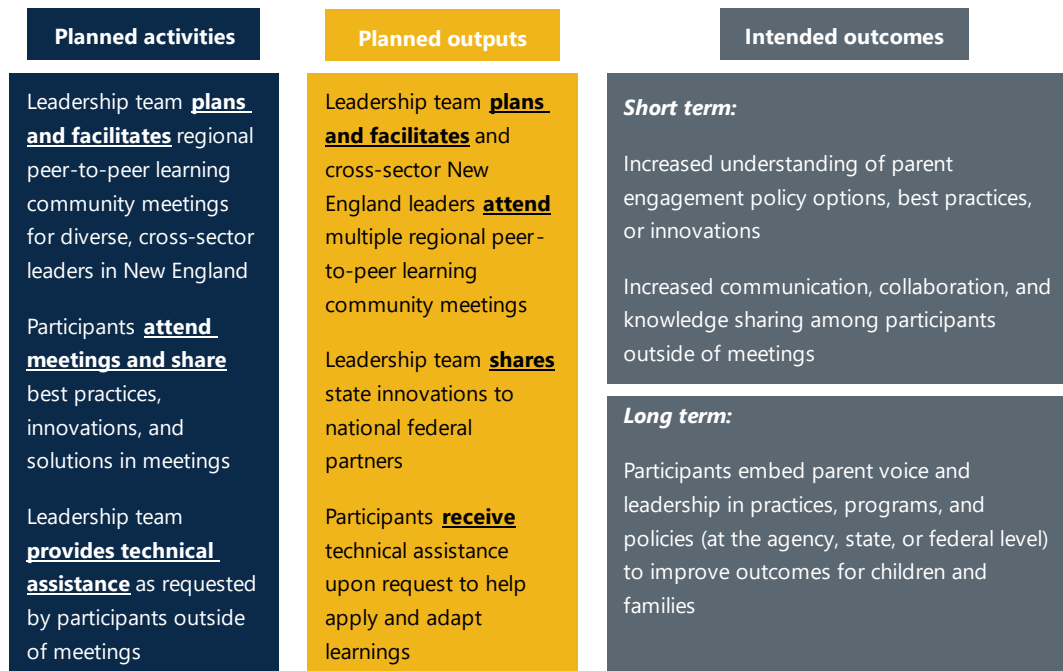 Planned activities
Leadership team plans
and facilitates regional
peer-to-peer learning
community meetings
for diverse, cross-sector
leaders in New England
Participants attend
meetings and share
best practices,
innovations, and
solutions in meetings
Leadership team
provides technical
assistance as requested
by participants outside
of meetings
Planned outputs
Leadership team plans
and facilitates and
cross-sector New
England leaders attend
multiple regional peer-
to-peer learning
community meetings
Leadership team shares
state innovations to
national federal
partners
Participants receive
technical assistance
upon request to help
apply and adapt
learnings
Intended outcomes
Short term:
Increased understanding of parent
engagement policy options, best practices,
or innovations
Increased communication, collaboration, and
knowledge sharing among participants
outside of meetings
Long term:
Participants embed parent voice and
leadership in practices, programs, and
policies (at the agency, state, or federal level)
to improve outcomes for children and
families